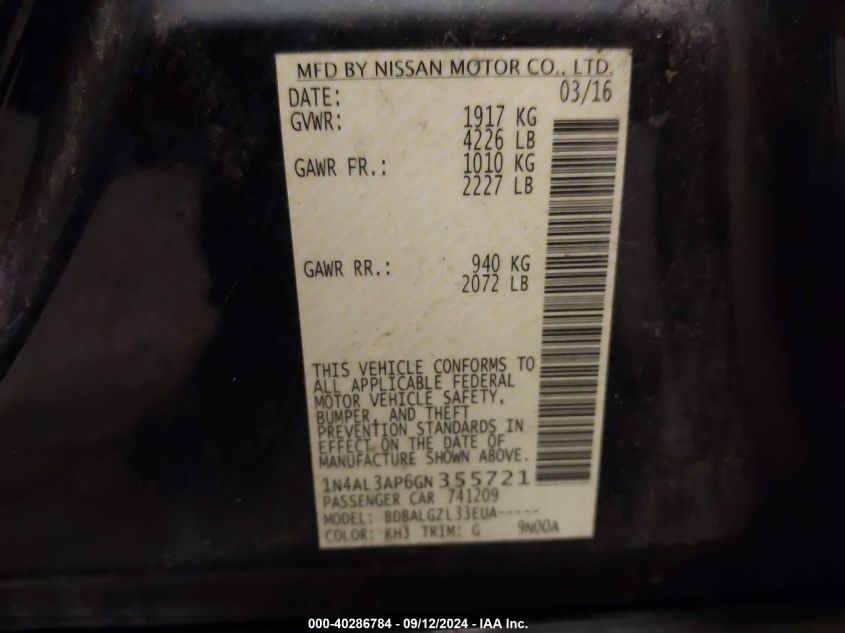 MFD BY NISSAN MOTOR CO., LTD.
DATE: 03/16
GVWR: 1917 KG
4226 LB
GAWR FR.: 1010 KG
2227 LB
GAWR RR.: 940 KG
2072 LB
THIS VEHICLE CONFORMS TO
ALL APPLICABLE FEDERAL
MOTOR VEHICLE SAFETY,
BUMPER, AND THEFT
PREVENTION STANDARDS IN
EFFECT ON THE DATE OF
MANUFACTURE SHOWN ABOVE.
1N4AL3AP6GN355721
PASSENGER CAR 741209
MODEL: BDBALGZL33EUA-----
COLOR: KH3 TRIM: G 9N00A
000-40286784 - 09/12/2024 - IAA Inc.